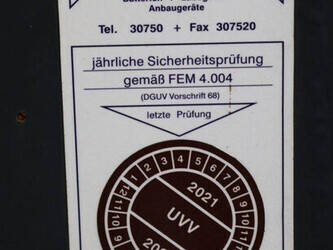 Anbaugeräte
Tel. 30750 + Fax 307520
jährliche Sicherheitsprüfung
gemäß FEM 4.004
(DGUV Vorschrift 68)
letzte Prüfung
12 1 2 3 4 5 6 7 8 9 10 11
2021
UVV